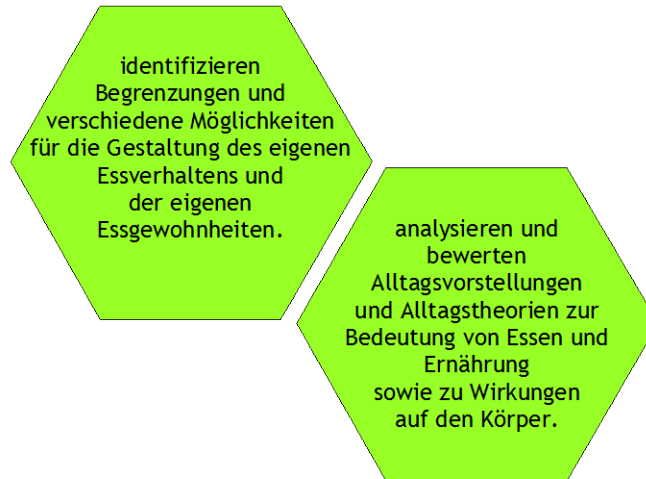 identifizieren
Begrenzungen und
verschiedene Möglichkeiten
für die Gestaltung des eigenen
Essverhaltens und
der eigenen
Essgewohnheiten.
analysieren und
bewerten
Alltagsvorstellungen
und Alltagstheorien zur
Bedeutung von Essen und
Ernährung
sowie zu Wirkungen
auf den Körper.